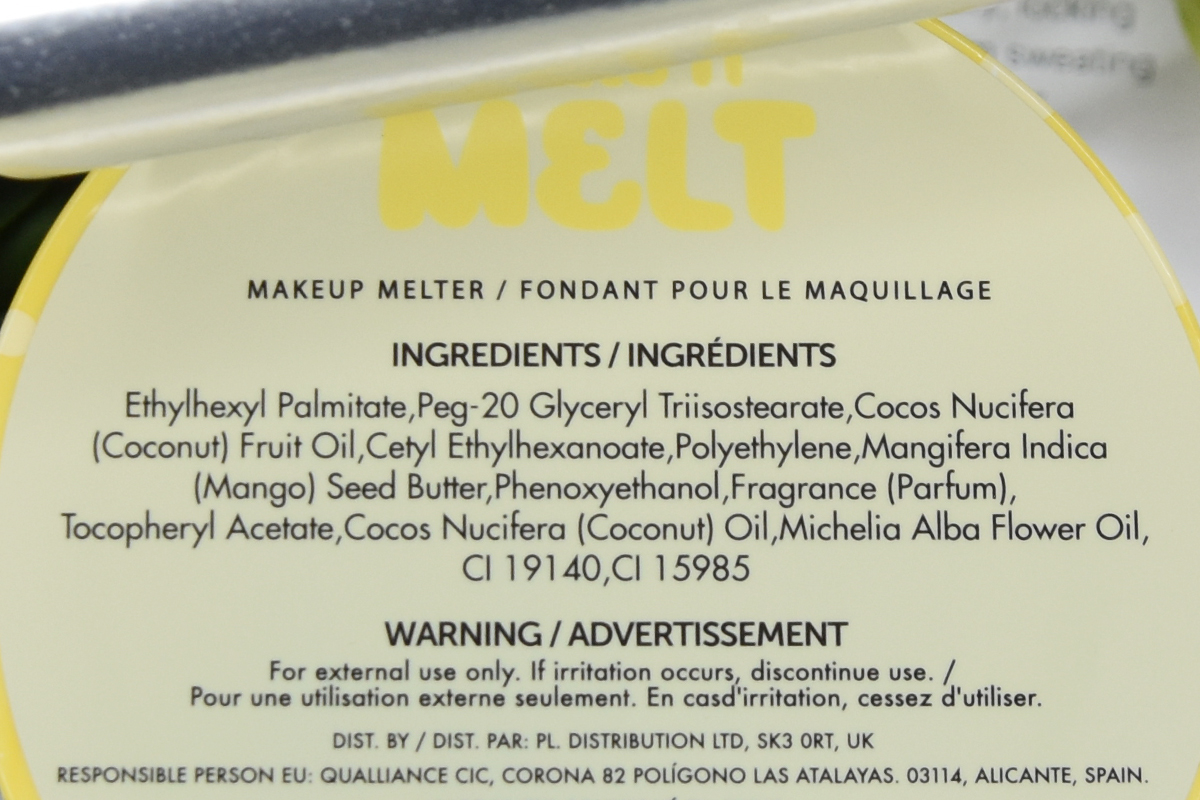 looking
sweating
MELT
MAKEUP MELTER / FONDANT POUR LE MAQUILLAGE
INGREDIENTS / INGRÉDIENTS
Ethylhexyl Palmitate,Peg-20 Glyceryl Triisostearate,Cocos Nucifera
(Coconut) Fruit Oil,Cetyl Ethylhexanoate,Polyethylene,Mangifera Indica
(Mango) Seed Butter,Phenoxyethanol,Fragrance (Parfum),
Tocopheryl Acetate,Cocos Nucifera (Coconut) Oil,Michelia Alba Flower Oil,
CI 19140,CI 15985
WARNING / ADVERTISSEMENT
For external use only. If irritation occurs, discontinue use. /
Pour une utilisation externe seulement. En casd'irritation, cessez d'utiliser.
DIST. BY / DIST. PAR: PL. DISTRIBUTION LTD, SK3 0RT, UK
RESPONSIBLE PERSON EU: QUALLIANCE CIC, CORONA 82 POLÍGONO LAS ATALAYAS. 03114, ALICANTE, SPAIN.